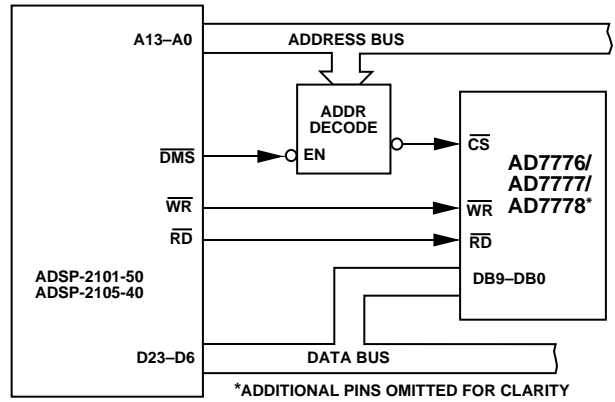 A13–A0
ADDRESS BUS
ADDR
DECODE
EN
DMS
CS
AD7776/
AD7777/
AD7778*
WR
WR
RD
RD
ADSP-2101-50
ADSP-2105-40
DB9–DB0
D23–D6
DATA BUS
*ADDITIONAL PINS OMITTED FOR CLARITY